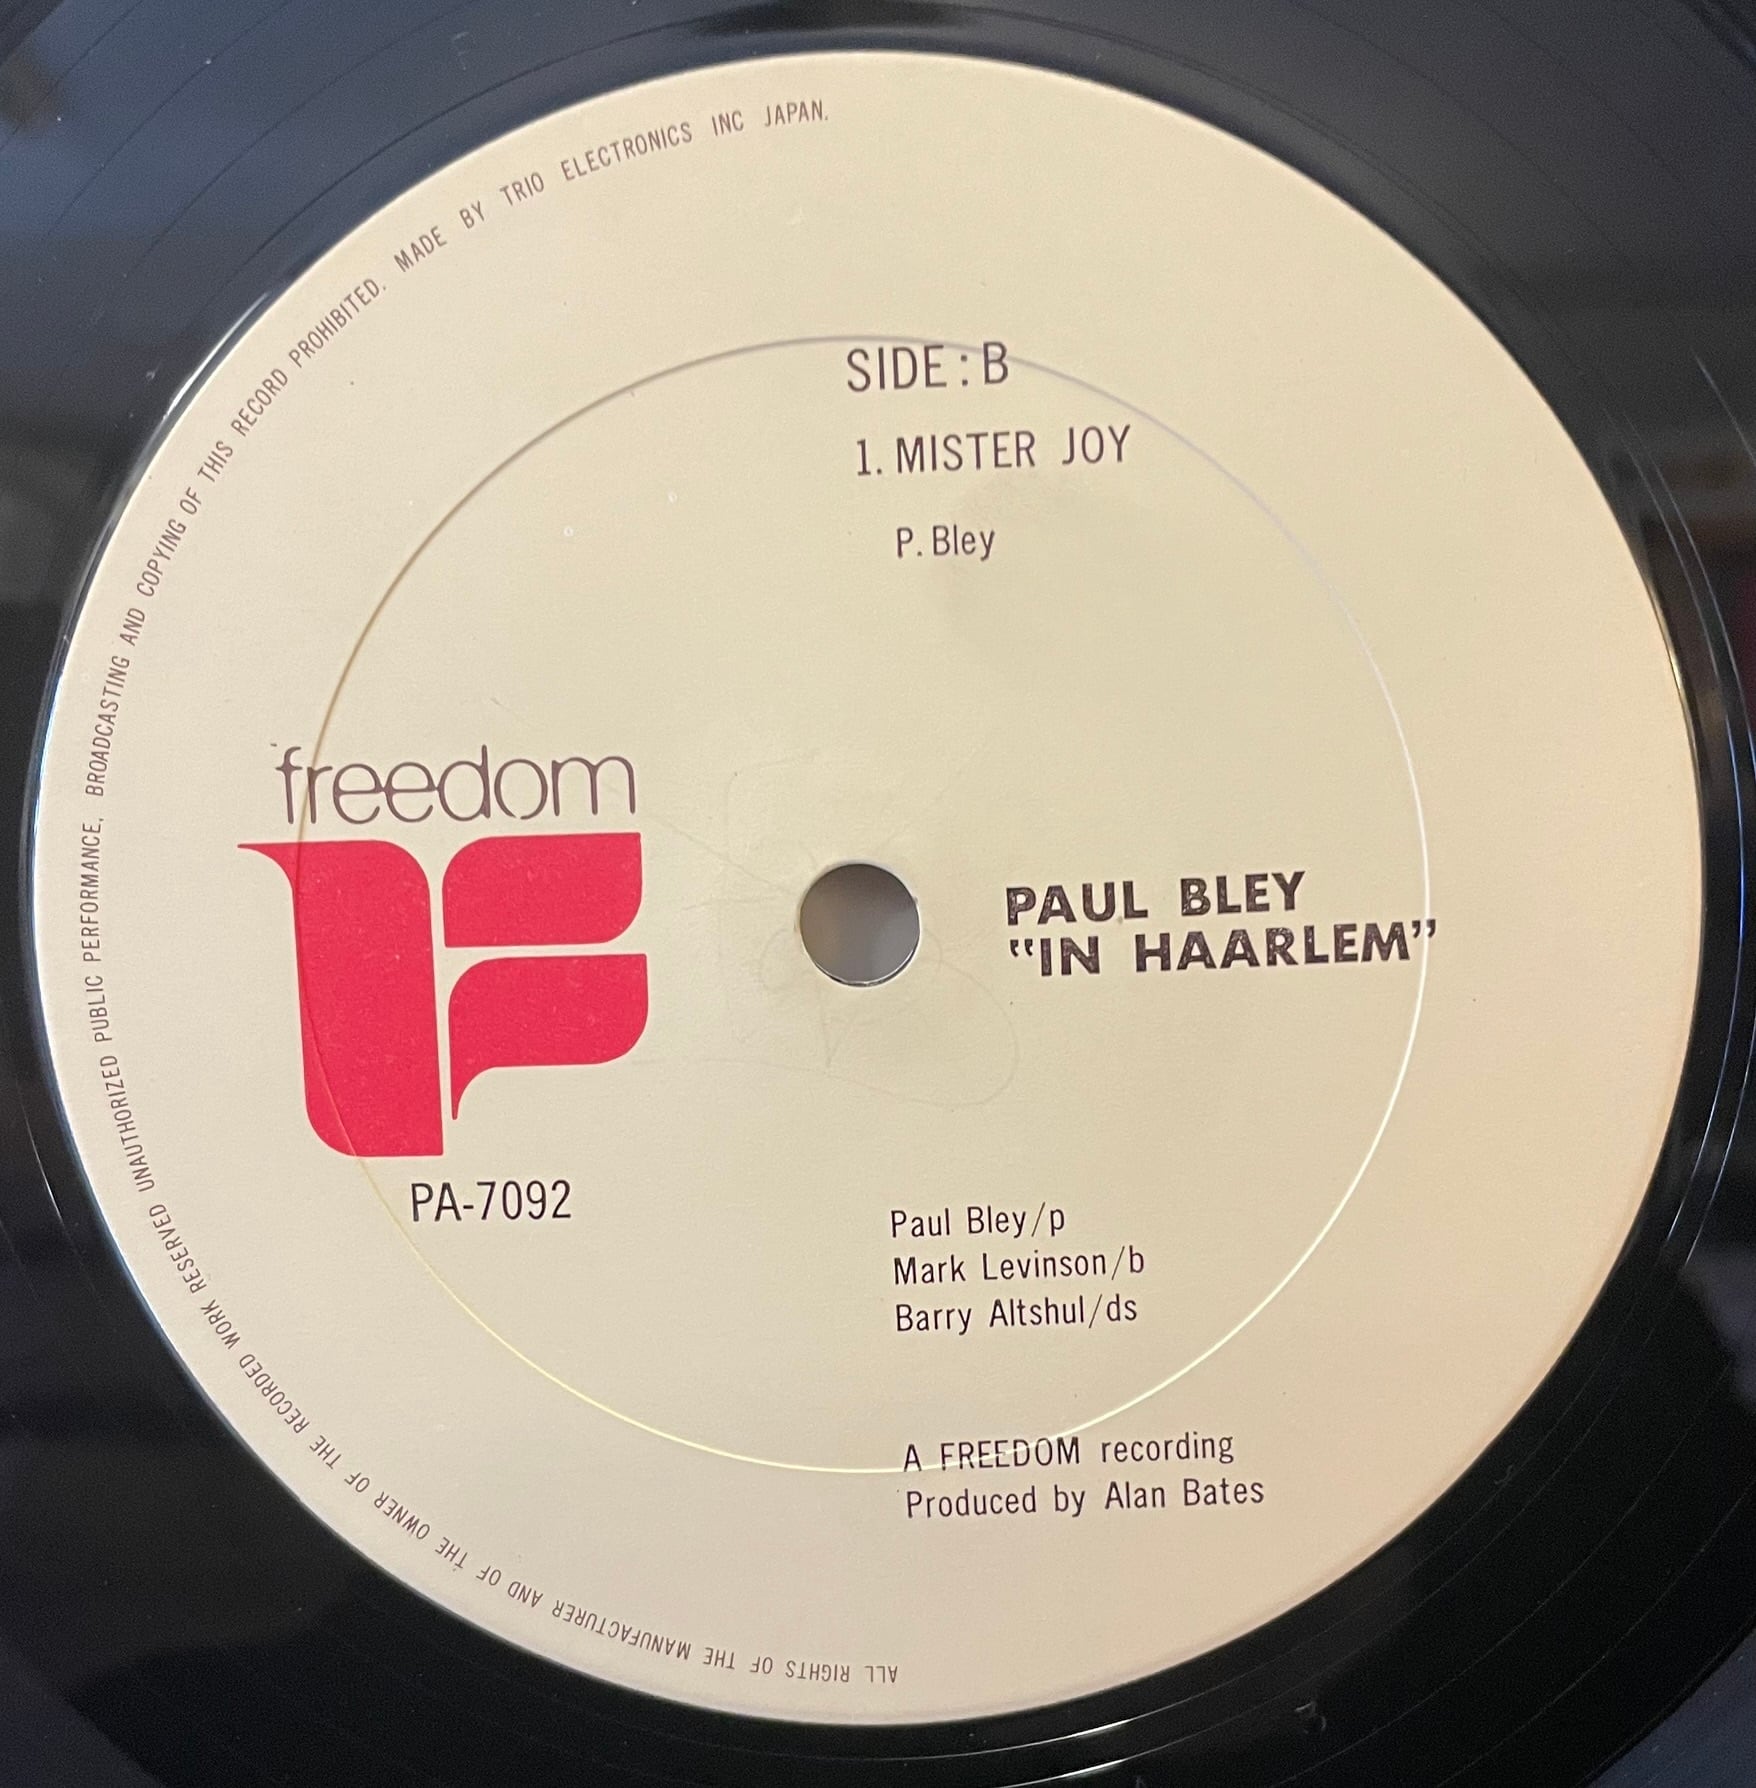 SIDE : B
1. MISTER JOY
P. Bley
freedom
PA-7092
PAUL BLEY
“IN HAARLEM”
Paul Bley/p
Mark Levinson/b
Barry Altshul/ds
A FREEDOM recording
Produced by Alan Bates
ALL RIGHTS OF THE MANUFACTURER AND OF THE OWNER OF THE RECORDED WORK RESERVED UNAUTHORIZED PUBLIC PERFORMANCE, BROADCASTING AND COPYING OF THIS RECORD PROHIBITED. MADE BY TRIO ELECTRONICS INC JAPAN.